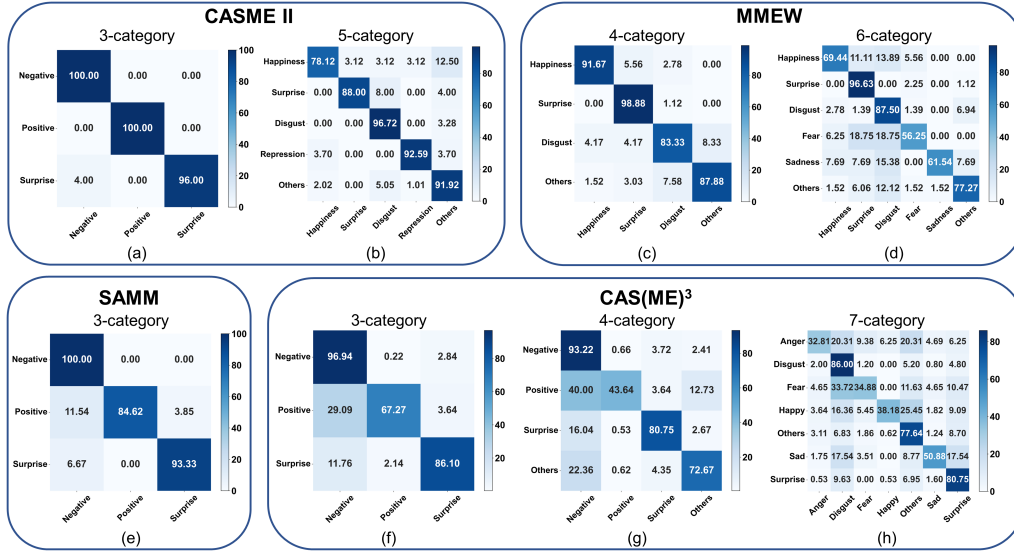 CASME II
3-category
Negative 100.00 0.00 0.00
Positive 0.00 100.00 0.00
Surprise 4.00 0.00 96.00
Negative Positive Surprise
100
80
60
40
20
0
(a)
5-category
Happiness 78.12 3.12 3.12 3.12 12.50
Surprise 0.00 88.00 8.00 0.00 4.00
Disgust 0.00 0.00 96.72 0.00 3.28
Repression 3.70 0.00 0.00 92.59 3.70
Others 2.02 0.00 5.05 1.01 91.92
Happiness Surprise Disgust Repression Others
80
60
40
20
0
(b)
MMEW
4-category
Happiness 91.67 5.56 2.78 0.00
Surprise 0.00 98.88 1.12 0.00
Disgust 4.17 4.17 83.33 8.33
Others 1.52 3.03 7.58 87.88
Happiness Surprise Disgust Others
80
60
40
20
0
(c)
6-category
Happiness 69.44 11.11 13.89 5.56 0.00 0.00
Surprise 0.00 96.63 0.00 2.25 0.00 1.12
Disgust 2.78 1.39 87.50 1.39 0.00 6.94
Fear 6.25 18.75 18.75 56.25 0.00 0.00
Sadness 7.69 7.69 15.38 0.00 61.54 7.69
Others 1.52 6.06 12.12 1.52 1.52 77.27
Happiness Surprise Disgust Fear Sadness Others
80
60
40
20
0
(d)
SAMM
3-category
Negative 100.00 0.00 0.00
Positive 11.54 84.62 3.85
Surprise 6.67 0.00 93.33
Negative Positive Surprise
100
80
60
40
20
0
(e)
CAS(ME)³
3-category
Negative 96.94 0.22 2.84
Positive 29.09 67.27 3.64
Surprise 11.76 2.14 86.10
Negative Positive Surprise
80
60
40
20
(f)
4-category
Negative 93.22 0.66 3.72 2.41
Positive 40.00 43.64 3.64 12.73
Surprise 16.04 0.53 80.75 2.67
Others 22.36 0.62 4.35 72.67
Negative Positive Surprise Others
80
60
40
20
(g)
7-category
Anger 32.81 20.31 9.38 6.25 20.31 4.69 6.25
Disgust 2.00 86.00 1.20 0.00 5.20 0.80 4.80
Fear 4.65 33.72 34.88 0.00 11.63 4.65 10.47
Happy 3.64 16.36 5.45 38.18 25.45 1.82 9.09
Others 3.11 6.83 1.86 0.62 77.64 1.24 8.70
Sad 1.75 17.54 3.51 0.00 8.77 50.88 17.54
Surprise 0.53 9.63 0.00 0.53 6.95 1.60 80.75
Anger Disgust Fear Happy Others Sad Surprise
80
60
40
20
0
(h)